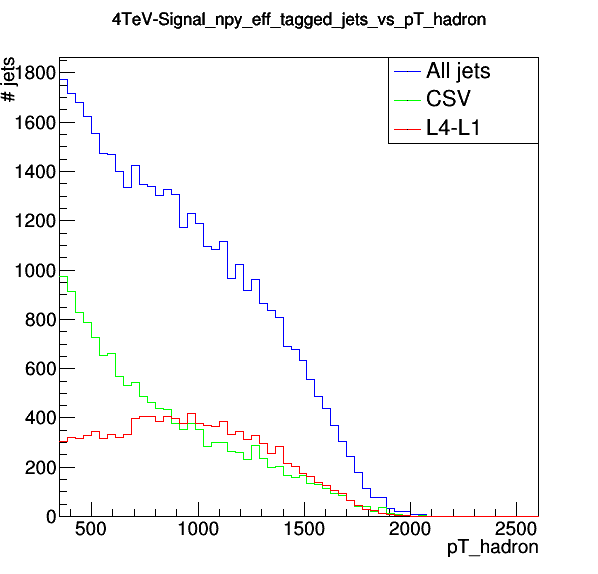 4TeV-Signal_npy_eff_tagged_jets_vs_pT_hadron
# jets
All jets
CSV
L4-L1
1800
1600
1400
1200
1000
800
600
400
200
0
500 1000 1500 2000 2500
pT_hadron